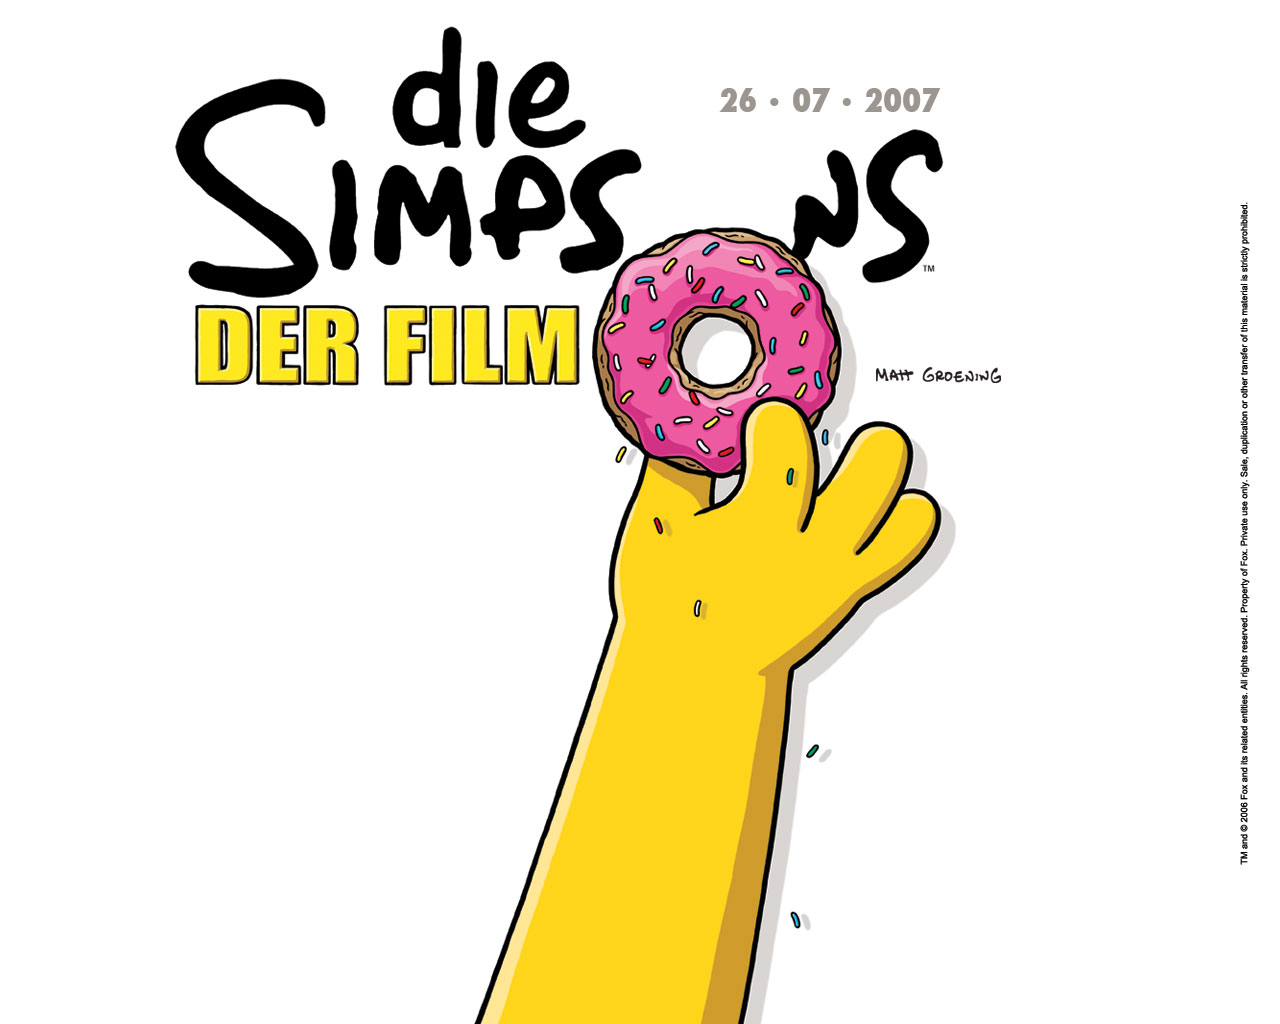 die
26 · 07 · 2007
SIMPSONS
™
DER FILM
MATT GROENING
TM and © 2006 Fox and its related entities. All rights reserved. Property of Fox. Private use only. Sale, duplication or other transfer of this material is strictly prohibited.